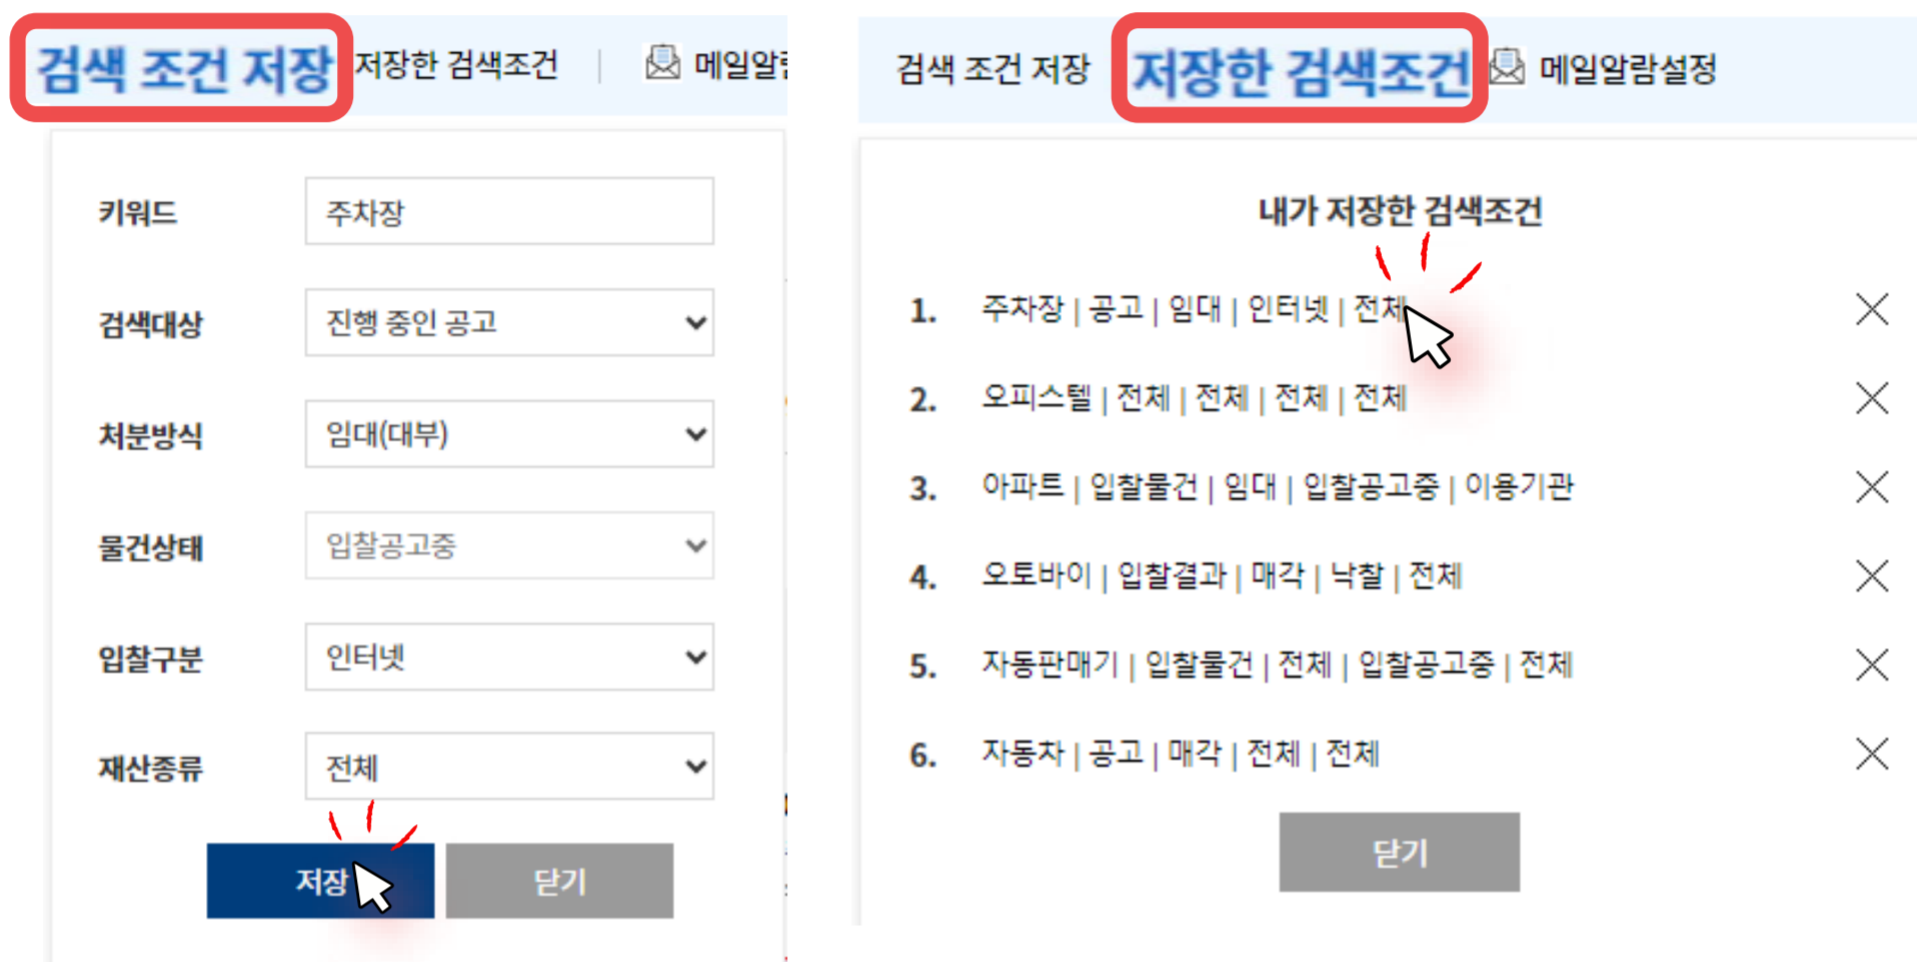 검색 조건 저장 저장한 검색조건 메일알
키워드 주차장
검색대상 진행 중인 공고
처분방식 임대(대부)
물건상태 입찰공고중
입찰구분 인터넷
재산종류 전체
저장 닫기
검색 조건 저장 저장한 검색조건 메일알람설정
내가 저장한 검색조건
1. 주차장 | 공고 | 임대 | 인터넷 | 전체
2. 오피스텔 | 전체 | 전체 | 전체 | 전체
3. 아파트 | 입찰물건 | 임대 | 입찰공고중 | 이용기관
4. 오토바이 | 입찰결과 | 매각 | 낙찰 | 전체
5. 자동판매기 | 입찰물건 | 전체 | 입찰공고중 | 전체
6. 자동차 | 공고 | 매각 | 전체 | 전체
닫기